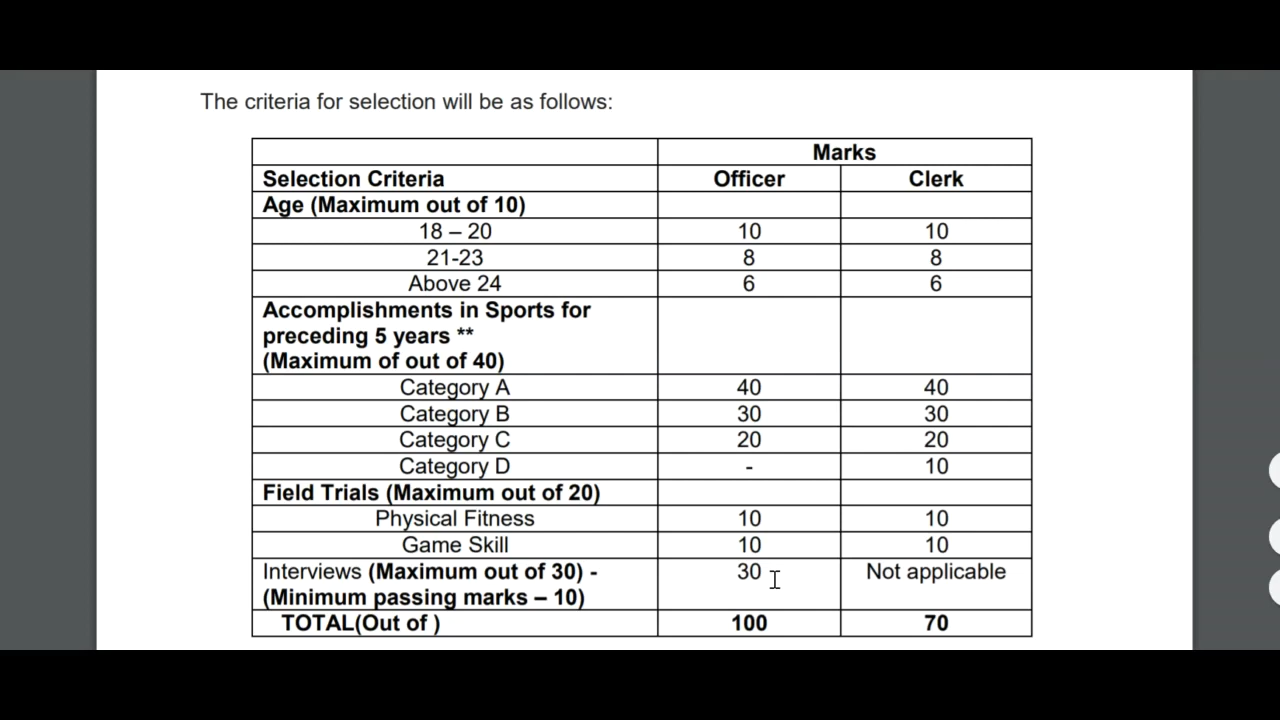 The criteria for selection will be as follows:
Marks
Selection Criteria Officer Clerk
Age (Maximum out of 10)
18 – 20 10 10
21-23 8 8
Above 24 6 6
Accomplishments in Sports for
preceding 5 years **
(Maximum of out of 40)
Category A 40 40
Category B 30 30
Category C 20 20
Category D - 10
Field Trials (Maximum out of 20)
Physical Fitness 10 10
Game Skill 10 10
Interviews (Maximum out of 30) - 30 Not applicable
(Minimum passing marks – 10)
TOTAL(Out of ) 100 70